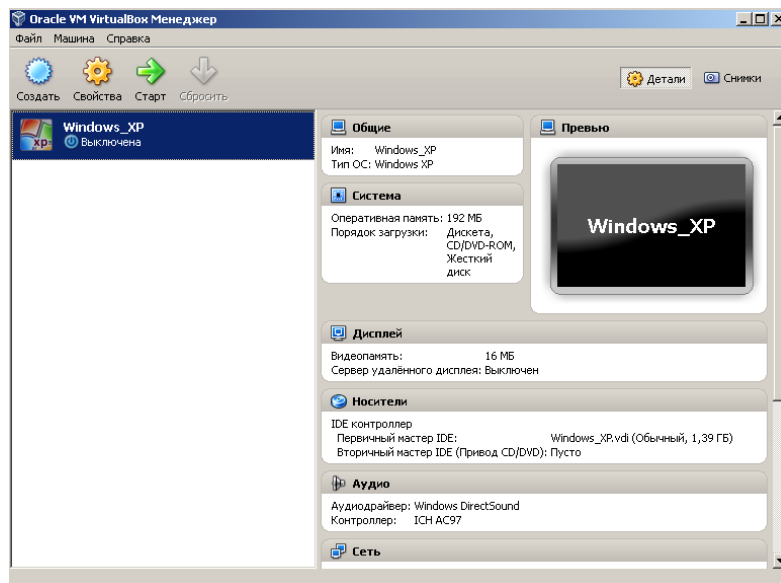 Oracle VM VirtualBox Менеджер
Файл Машина Справка
Создать Свойства Старт Сбросить
Детали Снимки
Windows_XP
Выключена
xp
Общие
Имя: Windows_XP
Тип ОС: Windows XP
Превью
Windows_XP
Система
Оперативная память: 192 МБ
Порядок загрузки: Дискета,
CD/DVD-ROM,
Жесткий
диск
Дисплей
Видеопамять: 16 МБ
Сервер удалённого дисплея: Выключен
Носители
IDE контроллер
Первичный мастер IDE: Windows_XP.vdi (Обычный, 1,39 ГБ)
Вторичный мастер IDE (Привод CD/DVD): Пусто
Аудио
Аудиодрайвер: Windows DirectSound
Контроллер: ICH AC97
Сеть